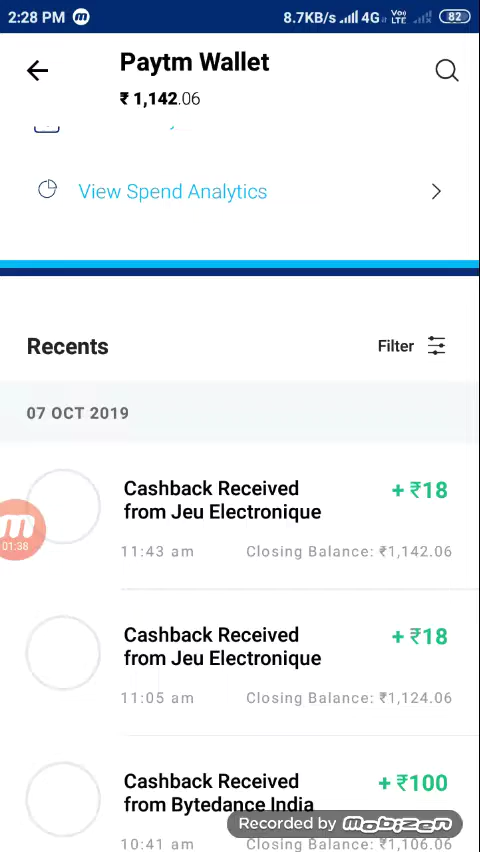 2:28 PM 8.7KB/s 4G Vo) LTE 82
Paytm Wallet
₹ 1,142.06
View Spend Analytics
Recents
Filter
07 OCT 2019
Cashback Received + ₹18
from Jeu Electronique
11:43 am Closing Balance: ₹1,142.06
01:38
Cashback Received + ₹18
from Jeu Electronique
11:05 am Closing Balance: ₹1,124.06
Cashback Received + ₹100
from Bytedance India
Recorded by mobizen
10:41 am Closing Balance: ₹1,106.06